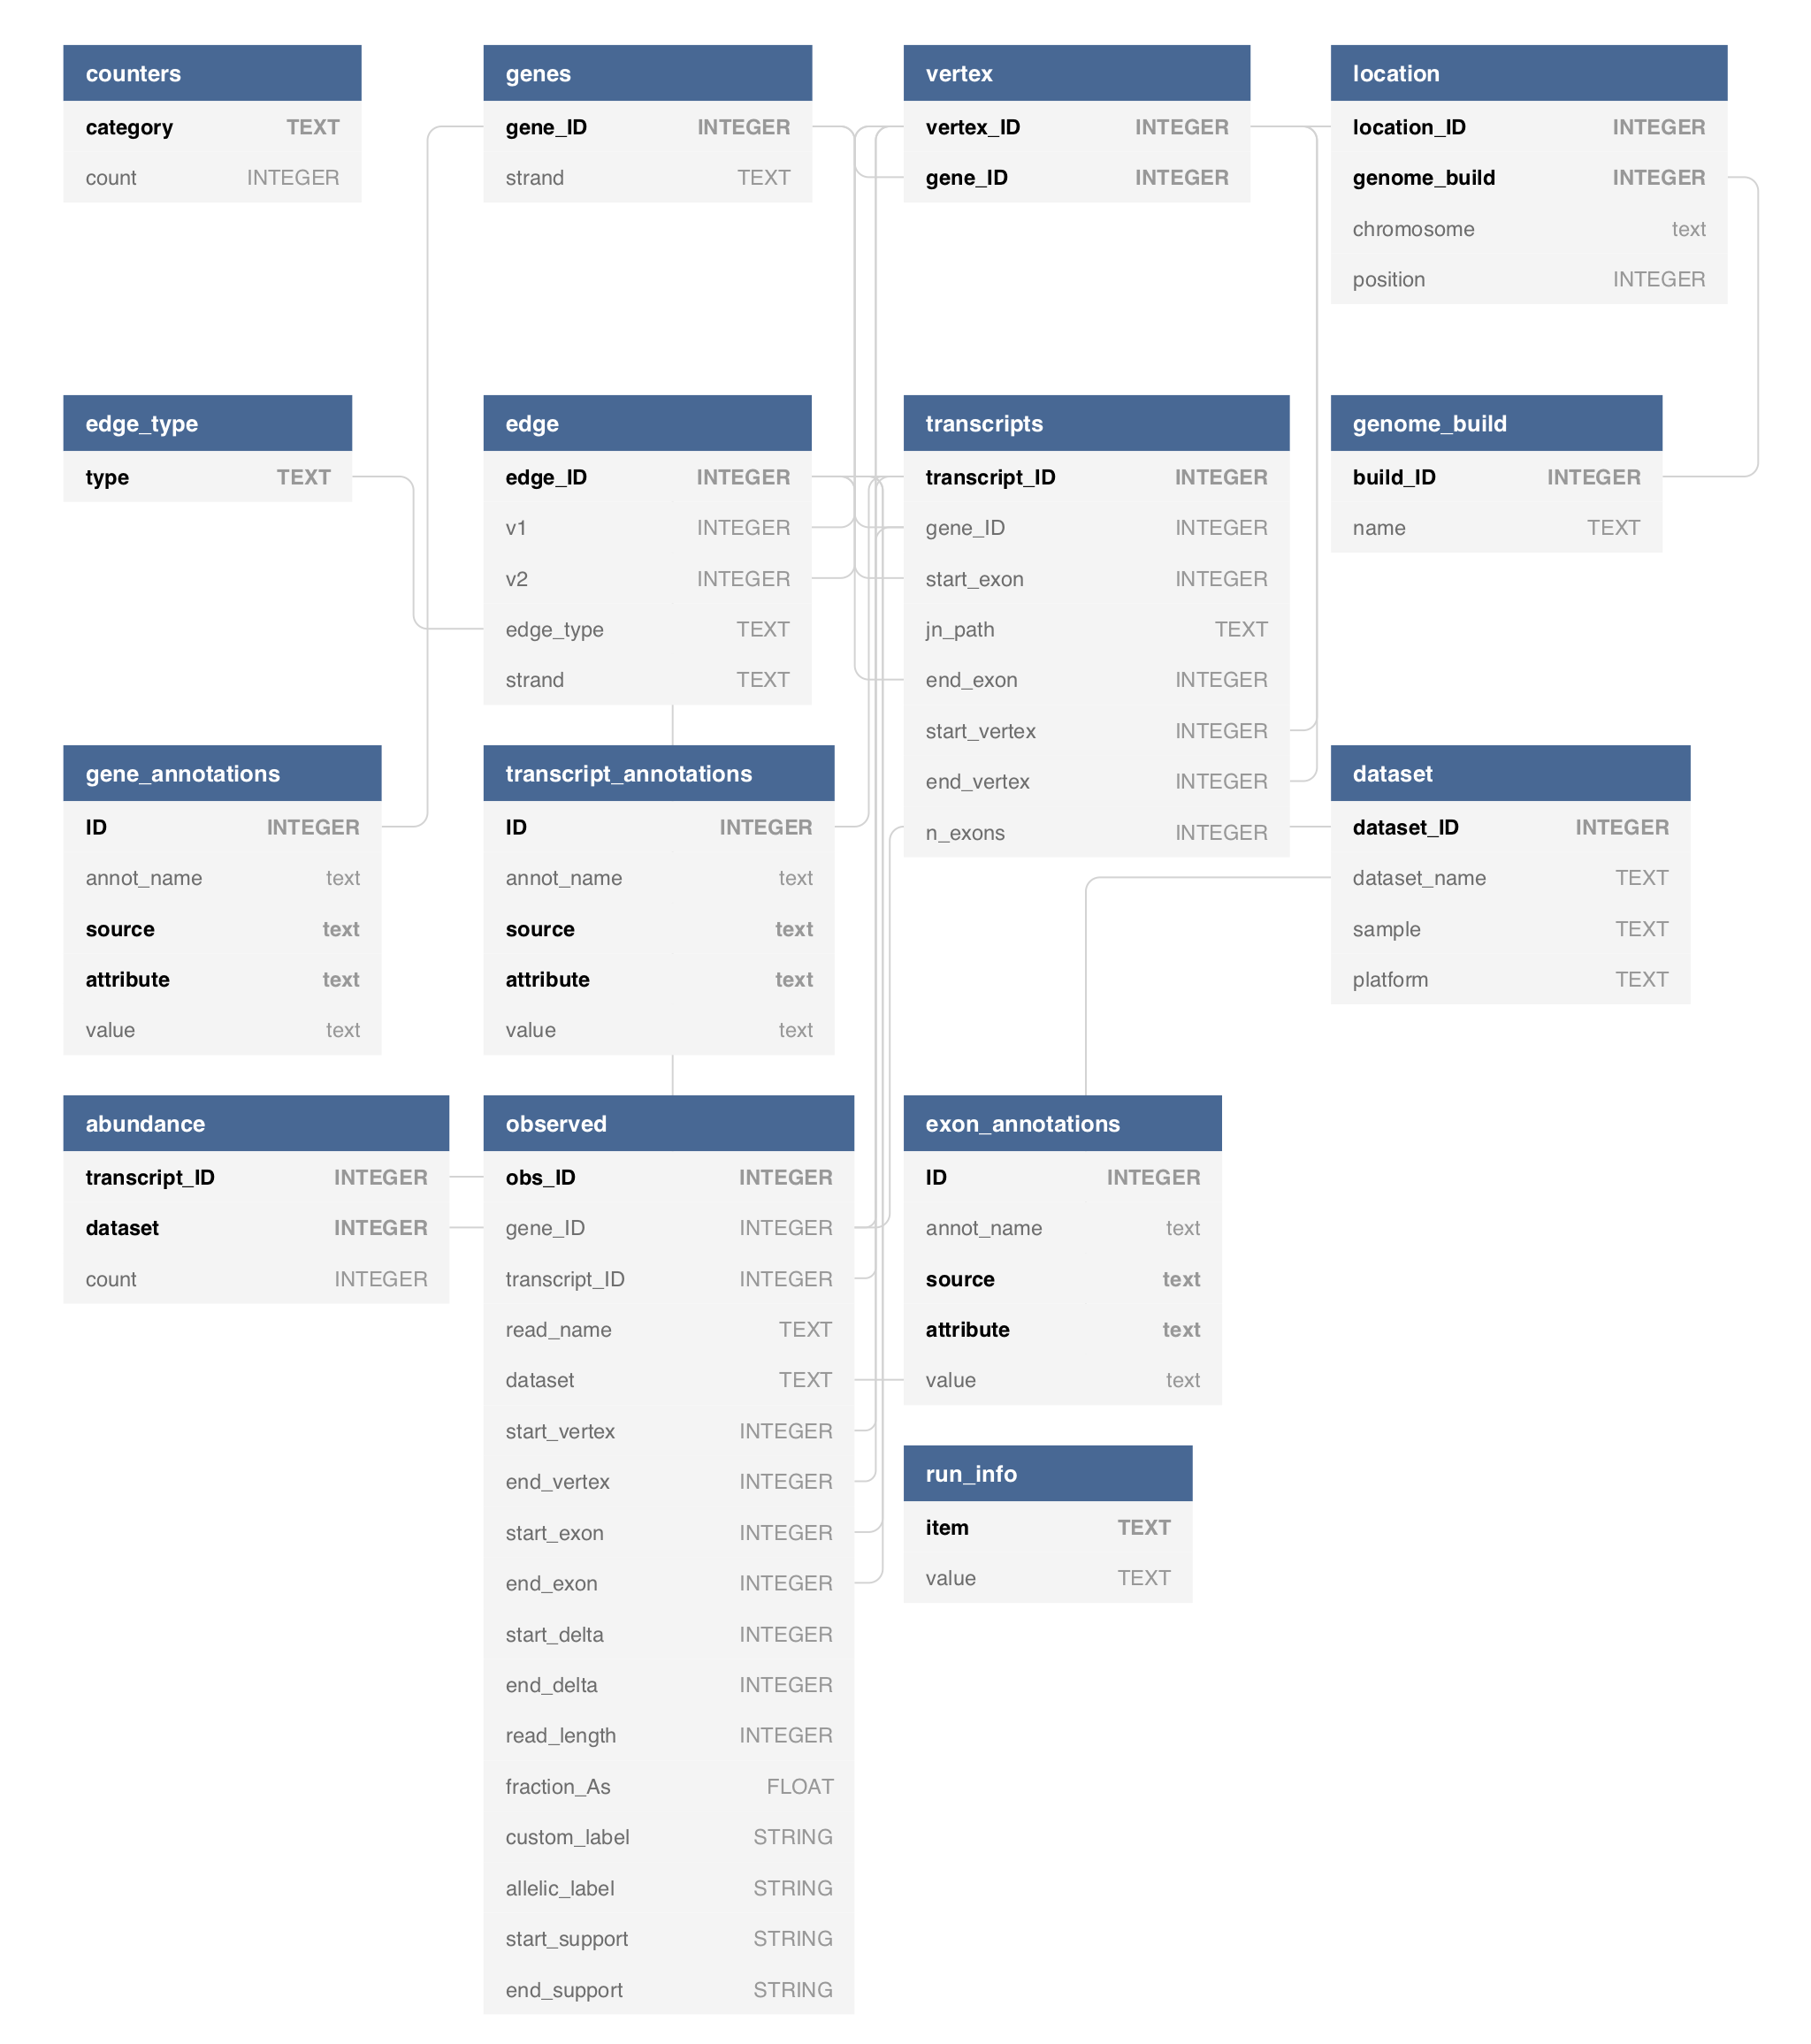 counters
category TEXT
count INTEGER
genes
gene_ID INTEGER
strand TEXT
vertex
vertex_ID INTEGER
gene_ID INTEGER
location
location_ID INTEGER
genome_build INTEGER
chromosome text
position INTEGER
edge_type
type TEXT
edge
edge_ID INTEGER
v1 INTEGER
v2 INTEGER
edge_type TEXT
strand TEXT
transcripts
transcript_ID INTEGER
gene_ID INTEGER
start_exon INTEGER
jn_path TEXT
end_exon INTEGER
start_vertex INTEGER
end_vertex INTEGER
n_exons INTEGER
genome_build
build_ID INTEGER
name TEXT
gene_annotations
ID INTEGER
annot_name text
source text
attribute text
value text
transcript_annotations
ID INTEGER
annot_name text
source text
attribute text
value text
dataset
dataset_ID INTEGER
dataset_name TEXT
sample TEXT
platform TEXT
abundance
transcript_ID INTEGER
dataset INTEGER
count INTEGER
observed
obs_ID INTEGER
gene_ID INTEGER
transcript_ID INTEGER
read_name TEXT
dataset TEXT
start_vertex INTEGER
end_vertex INTEGER
start_exon INTEGER
end_exon INTEGER
start_delta INTEGER
end_delta INTEGER
read_length INTEGER
fraction_As FLOAT
custom_label STRING
allelic_label STRING
start_support STRING
end_support STRING
exon_annotations
ID INTEGER
annot_name text
source text
attribute text
value text
run_info
item TEXT
value TEXT